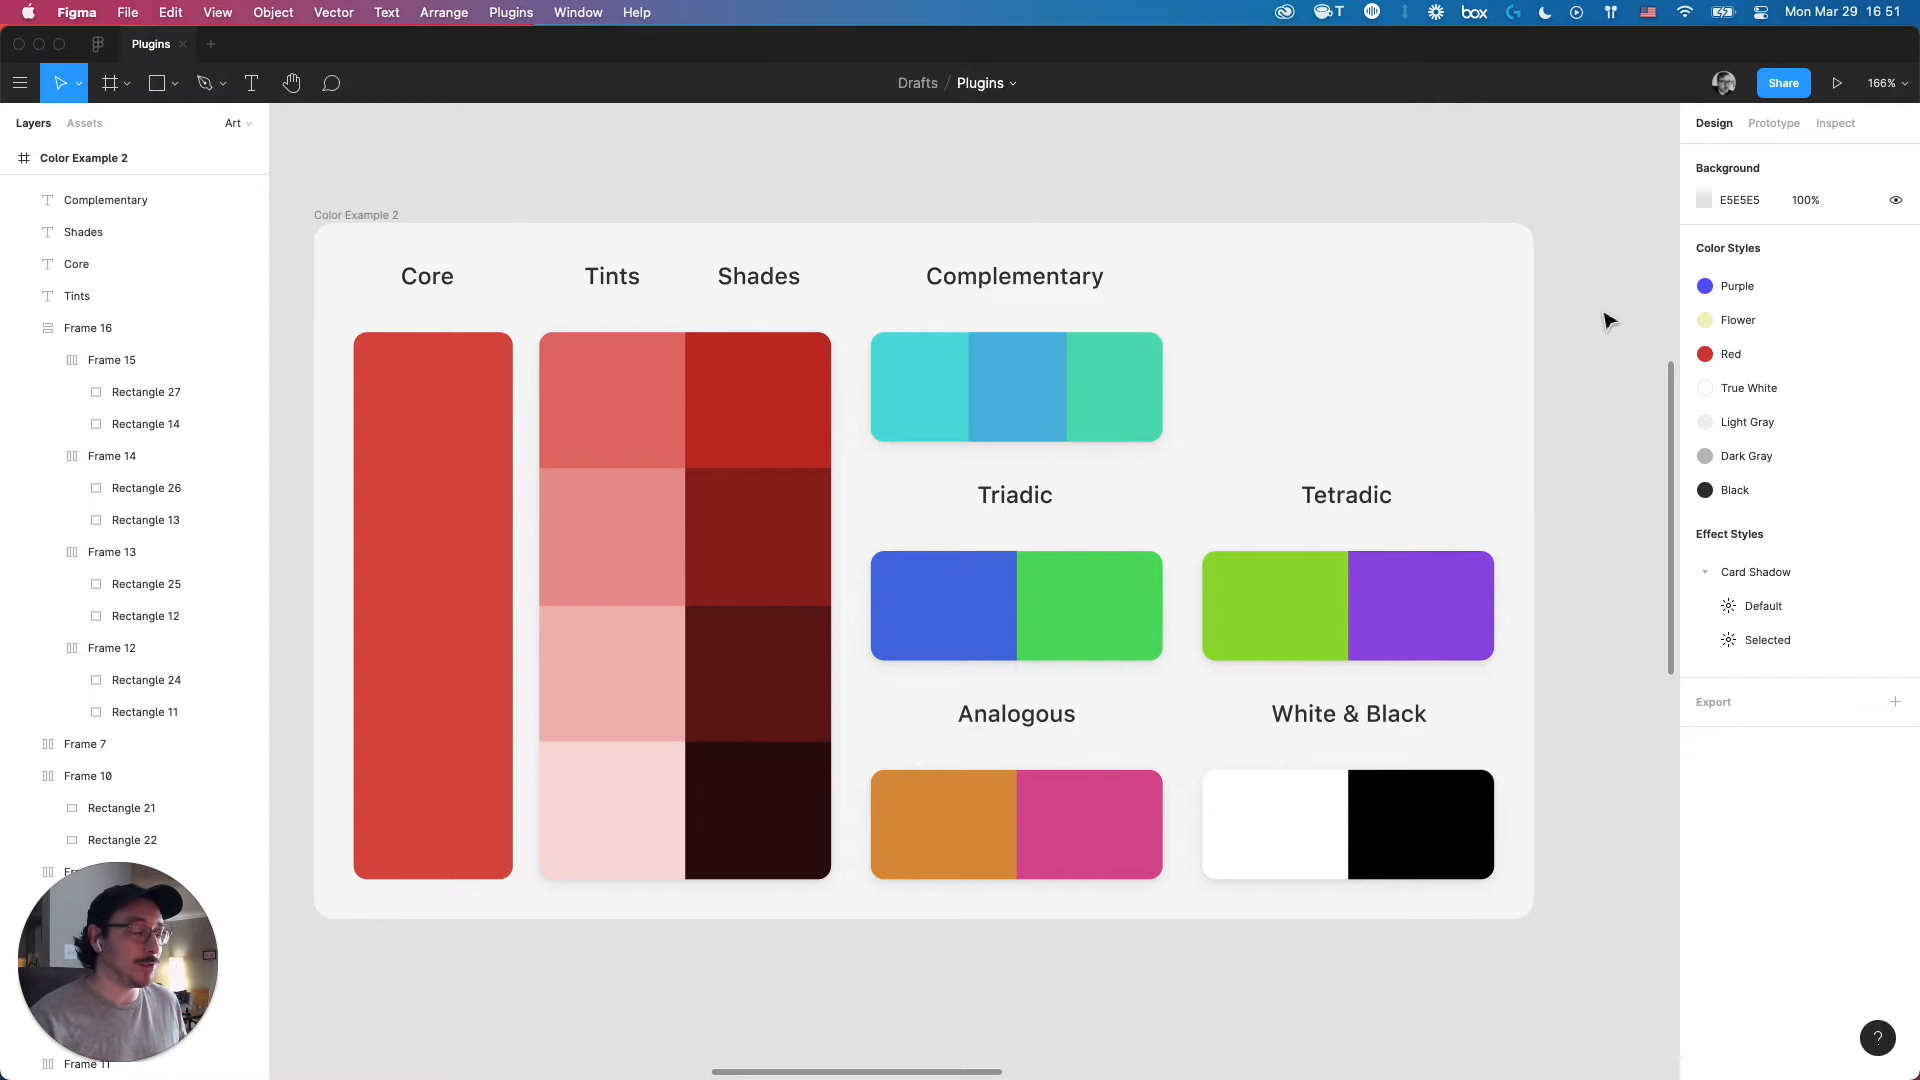 Figma File Edit View Object Vector Text Arrange Plugins Window Help
T box Mon Mar 29 16 51
Plugins
Drafts / Plugins
Share
166%
Layers Assets Art
Color Example 2
Complementary
Shades
Core
Tints
Frame 16
Frame 15
Rectangle 27
Rectangle 14
Frame 14
Rectangle 26
Rectangle 13
Frame 13
Rectangle 25
Rectangle 12
Frame 12
Rectangle 24
Rectangle 11
Frame 7
Frame 10
Rectangle 21
Rectangle 22
Frame 11
Color Example 2
Core Tints Shades Complementary
Triadic Tetradic
Analogous White & Black
Design Prototype Inspect
Background
E5E5E5 100%
Color Styles
Purple
Flower
Red
True White
Light Gray
Dark Gray
Black
Effect Styles
Card Shadow
Default
Selected
Export
?